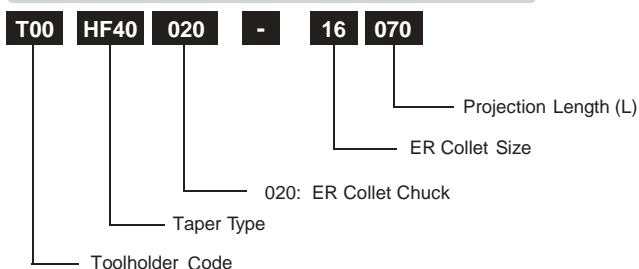 T00 HF40 020 - 16 070
Projection Length (L)
ER Collet Size
020: ER Collet Chuck
Taper Type
Toolholder Code